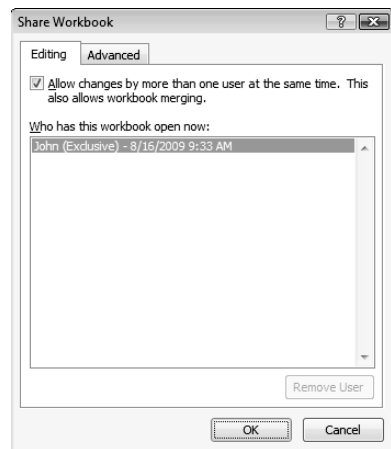 Share Workbook
Editing Advanced
Allow changes by more than one user at the same time. This
also allows workbook merging.
Who has this workbook open now:
John (Exclusive) - 8/16/2009 9:33 AM
Remove User
OK Cancel